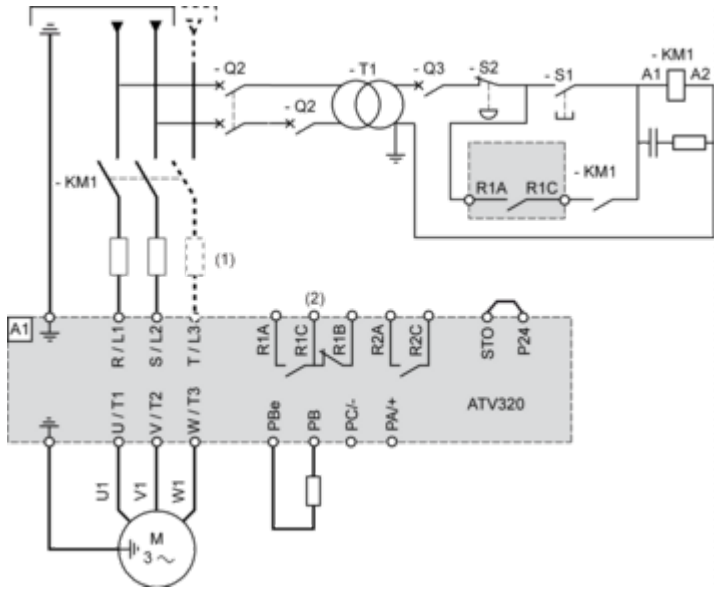 - Q2
- T1
- Q3
- S2
- S1
- KM1
A1
A2
- Q2
- KM1
R1A
R1C
- KM1
(1)
(2)
A1
R / L1
S / L2
T / L3
R1A
R1C
R1B
R2A
R2C
STO
P24
ATV320
U / T1
V / T2
W / T3
PBe
PB
PC/-
PA/+
U1
V1
W1
M
3 ~